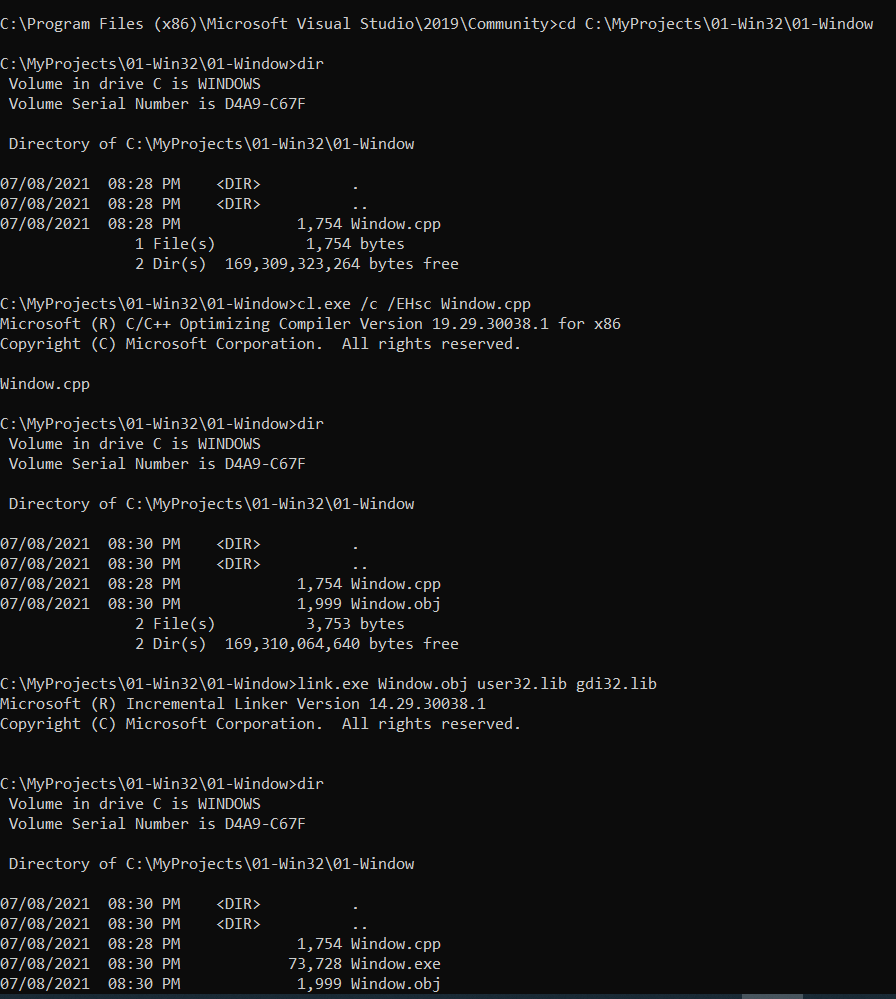 C:\Program Files (x86)\Microsoft Visual Studio\2019\Community>cd C:\MyProjects\01-Win32\01-Window
C:\MyProjects\01-Win32\01-Window>dir
 Volume in drive C is WINDOWS
 Volume Serial Number is D4A9-C67F
 Directory of C:\MyProjects\01-Win32\01-Window
07/08/2021  08:28 PM    <DIR>          .
07/08/2021  08:28 PM    <DIR>          ..
07/08/2021  08:28 PM             1,754 Window.cpp
               1 File(s)          1,754 bytes
               2 Dir(s)  169,309,323,264 bytes free
C:\MyProjects\01-Win32\01-Window>cl.exe /c /EHsc Window.cpp
Microsoft (R) C/C++ Optimizing Compiler Version 19.29.30038.1 for x86
Copyright (C) Microsoft Corporation.  All rights reserved.
Window.cpp
C:\MyProjects\01-Win32\01-Window>dir
 Volume in drive C is WINDOWS
 Volume Serial Number is D4A9-C67F
 Directory of C:\MyProjects\01-Win32\01-Window
07/08/2021  08:30 PM    <DIR>          .
07/08/2021  08:30 PM    <DIR>          ..
07/08/2021  08:28 PM             1,754 Window.cpp
07/08/2021  08:30 PM             1,999 Window.obj
               2 File(s)          3,753 bytes
               2 Dir(s)  169,310,064,640 bytes free
C:\MyProjects\01-Win32\01-Window>link.exe Window.obj user32.lib gdi32.lib
Microsoft (R) Incremental Linker Version 14.29.30038.1
Copyright (C) Microsoft Corporation.  All rights reserved.
C:\MyProjects\01-Win32\01-Window>dir
 Volume in drive C is WINDOWS
 Volume Serial Number is D4A9-C67F
 Directory of C:\MyProjects\01-Win32\01-Window
07/08/2021  08:30 PM    <DIR>          .
07/08/2021  08:30 PM    <DIR>          ..
07/08/2021  08:28 PM             1,754 Window.cpp
07/08/2021  08:30 PM            73,728 Window.exe
07/08/2021  08:30 PM             1,999 Window.obj